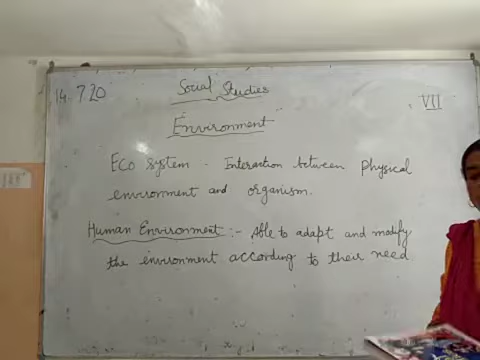 14.7.20
Social Studies
VII
Environment
Eco system - Interaction between physical
environment and organism.
Human Environment :- Able to adapt and modify
the environment according to their need